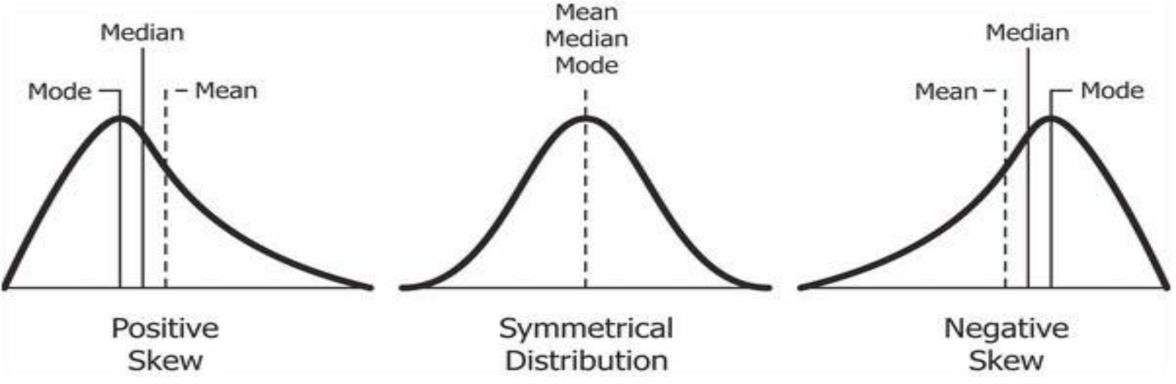 Median
Mode
Mean
Positive
Skew
Mean
Median
Mode
Symmetrical
Distribution
Median
Mean
Mode
Negative
Skew